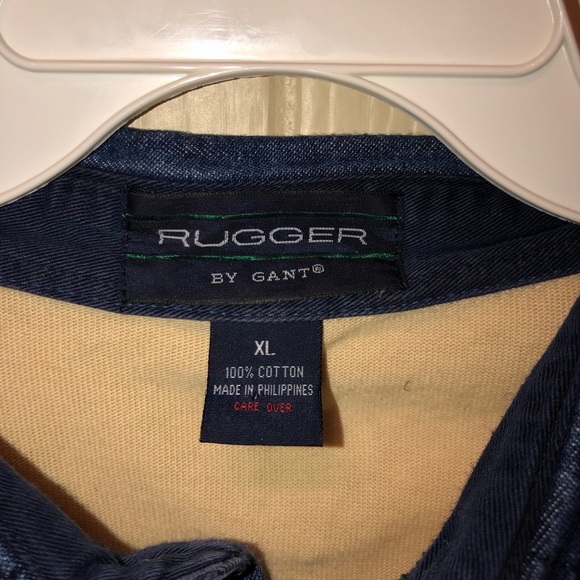 RUGGER
BY GANT®
XL
100% COTTON
MADE IN PHILIPPINES
CARE OVER